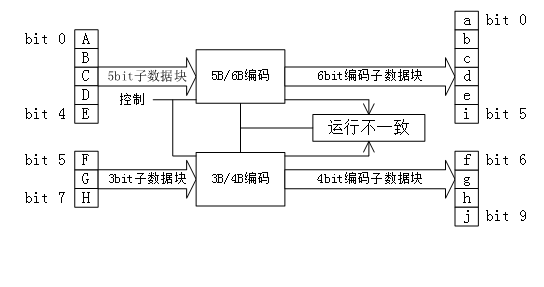 a bit 0
bit 0 A b
B c
C 5bit子数据块 5B/6B编码 6bit编码子数据块 d
D 控制 e
bit 4 E i bit 5
运行不一致
bit 5 F f bit 6
G 3bit子数据块 3B/4B编码 4bit编码子数据块 g
bit 7 H h
j bit 9